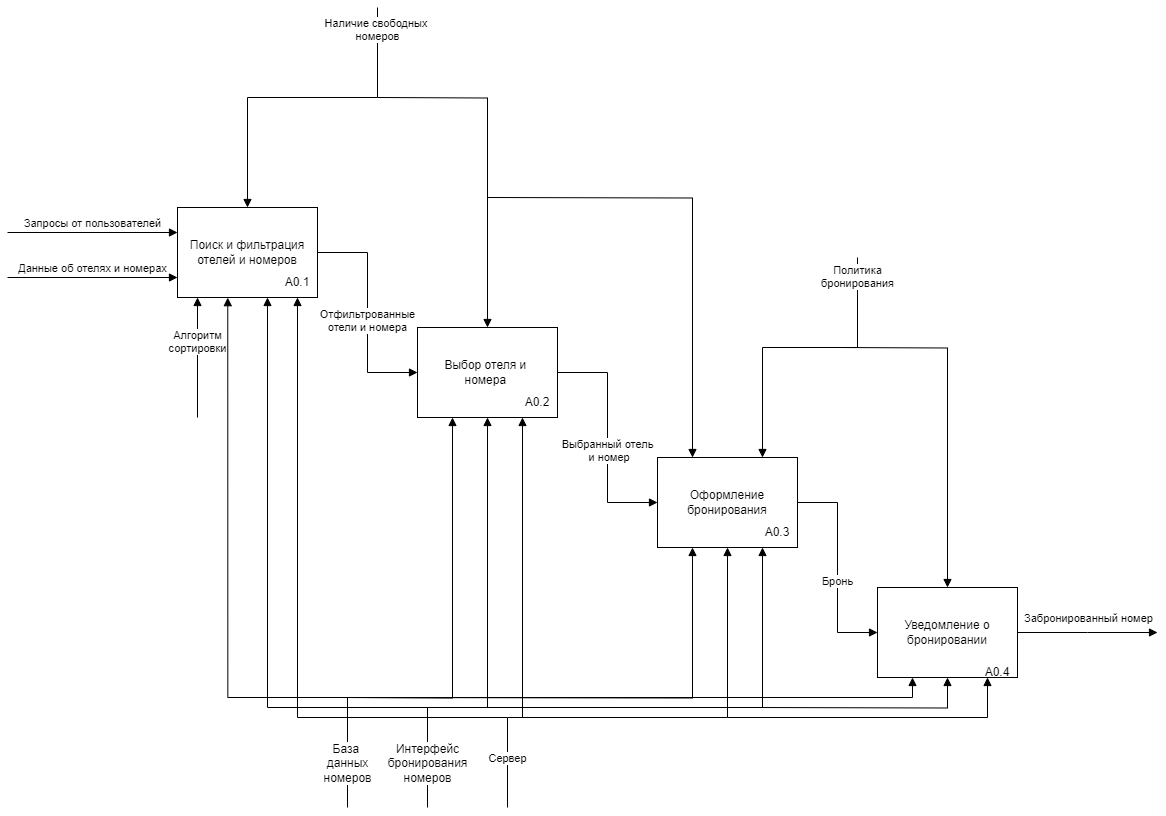 Наличие свободных
номеров
Запросы от пользователей
Данные об отелях и номерах
Поиск и фильтрация
отелей и номеров
A0.1
Алгоритм
сортировки
Отфильтрованные
отели и номера
Выбор отеля и
номера
A0.2
Политика
бронирования
Выбранный отель
и номер
Оформление
бронирования
A0.3
Бронь
Уведомление о
бронировании
A0.4
Забронированный номер
База
данных
номеров
Интерфейс
бронирования
номеров
Сервер